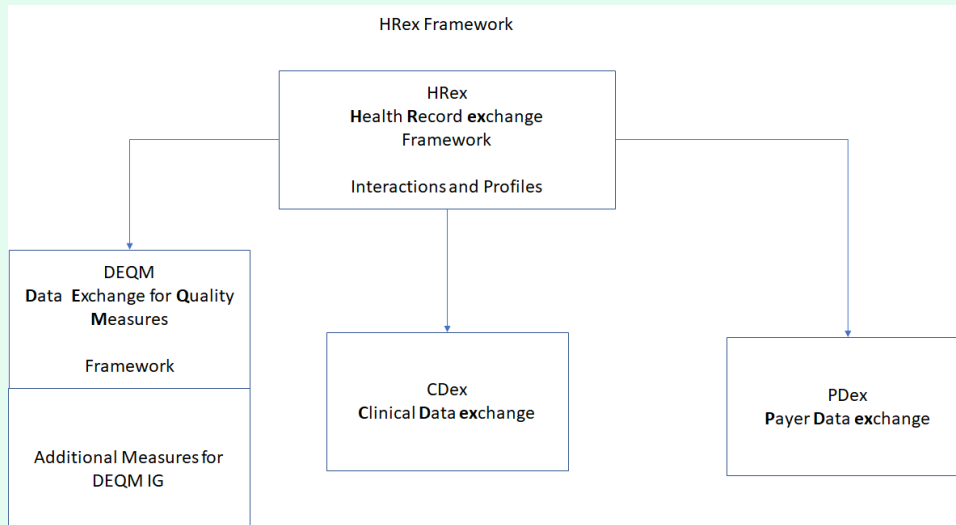 HRex Framework
HRex
Health Record exchange
Framework
Interactions and Profiles
DEQM
Data Exchange for Quality
Measures
Framework
Additional Measures for
DEQM IG
CDex
Clinical Data exchange
PDex
Payer Data exchange